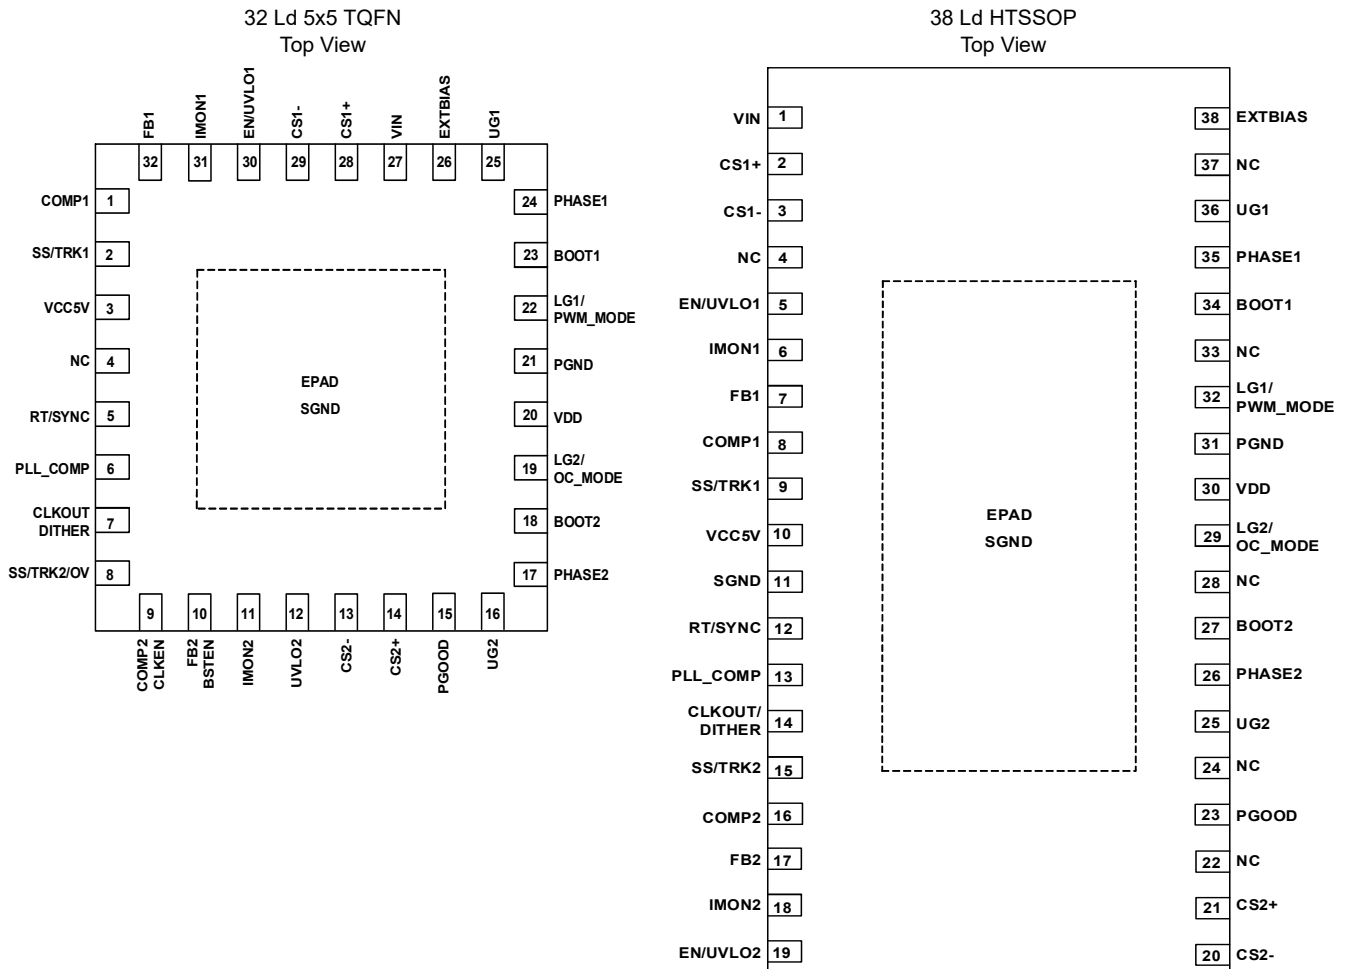 32 Ld 5x5 TQFN
Top View
FB1
IMON1
EN/UVLO1
CS1-
CS1+
VIN
EXTBIAS
UG1
32
31
30
29
28
27
26
25
COMP1 1
SS/TRK1 2
VCC5V 3
NC 4
RT/SYNC 5
PLL_COMP 6
CLKOUT
DITHER 7
SS/TRK2/OV 8
24 PHASE1
23 BOOT1
22 LG1/
PWM_MODE
21 PGND
20 VDD
19 LG2/
OC_MODE
18 BOOT2
17 PHASE2
EPAD
SGND
9
10
11
12
13
14
15
16
COMP2
CLKEN
FB2
BSTEN
IMON2
UVLO2
CS2-
CS2+
PGOOD
UG2
38 Ld HTSSOP
Top View
VIN 1
CS1+ 2
CS1- 3
NC 4
EN/UVLO1 5
IMON1 6
FB1 7
COMP1 8
SS/TRK1 9
VCC5V 10
SGND 11
RT/SYNC 12
PLL_COMP 13
CLKOUT/
DITHER 14
SS/TRK2 15
COMP2 16
FB2 17
IMON2 18
EN/UVLO2 19
EPAD
SGND
38 EXTBIAS
37 NC
36 UG1
35 PHASE1
34 BOOT1
33 NC
32 LG1/
PWM_MODE
31 PGND
30 VDD
29 LG2/
OC_MODE
28 NC
27 BOOT2
26 PHASE2
25 UG2
24 NC
23 PGOOD
22 NC
21 CS2+
20 CS2-